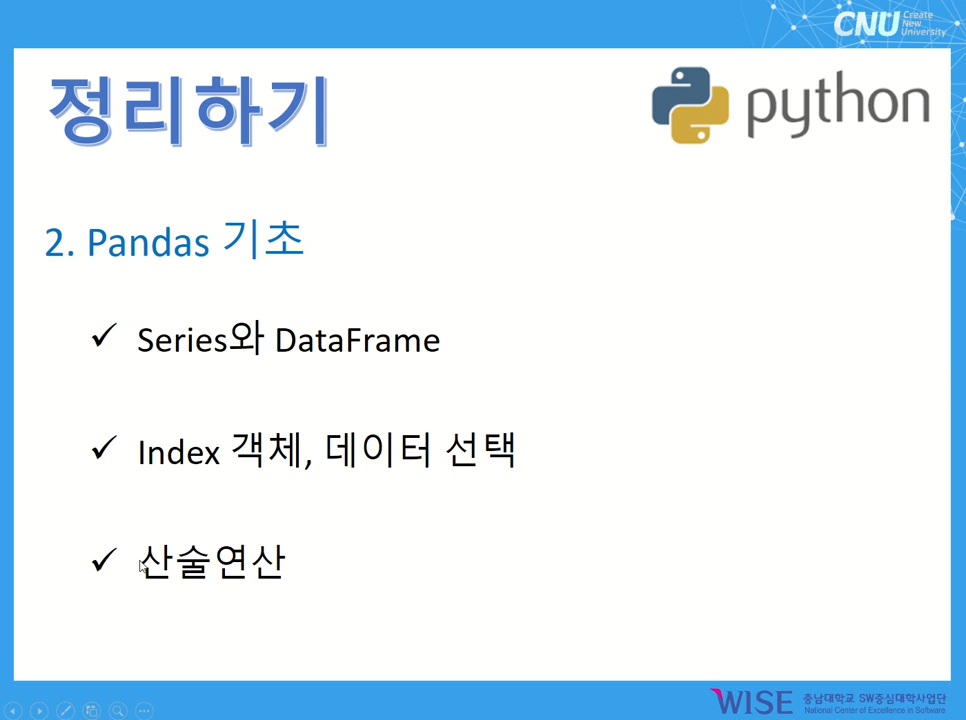 CNU Create
New
University
정리하기
python
2. Pandas 기초
✓ Series와 DataFrame
✓ Index 객체, 데이터 선택
✓ 산술연산
WISE 충남대학교 SW중심대학사업단
National Center of Excellence in Software